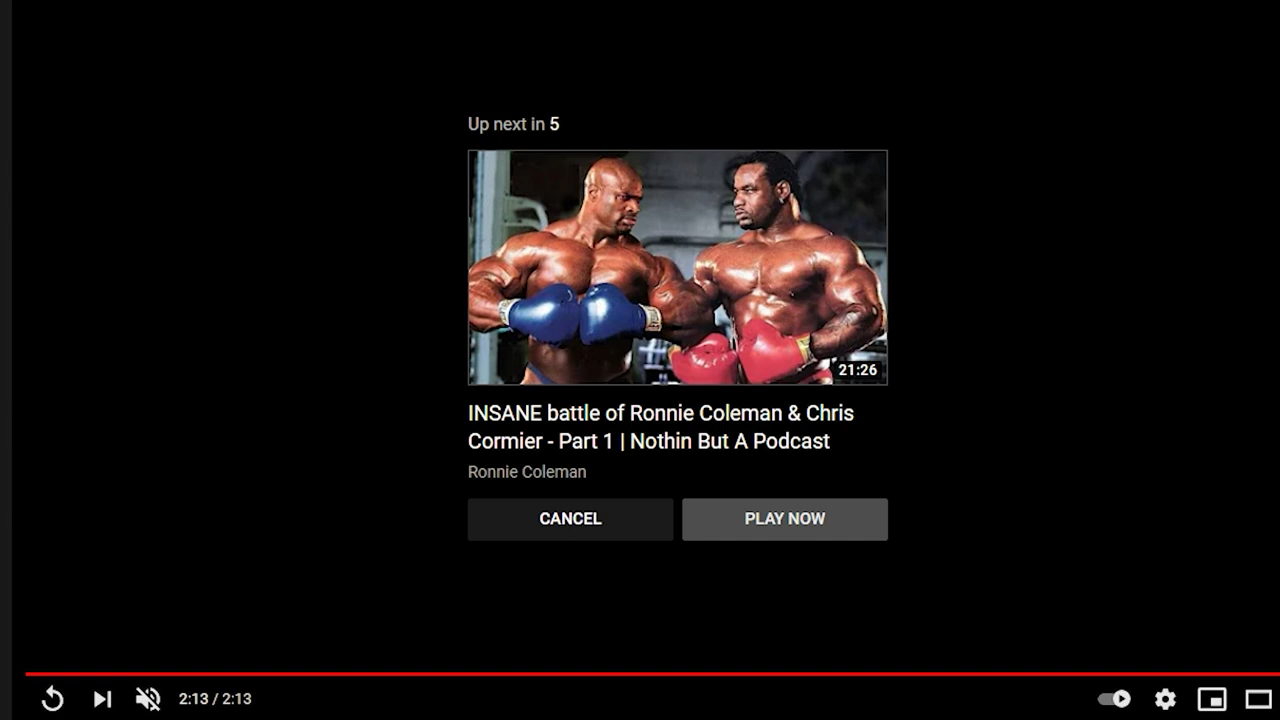 Up next in 5
21:26
INSANE battle of Ronnie Coleman & Chris
Cormier - Part 1 | Nothin But A Podcast
Ronnie Coleman
CANCEL
PLAY NOW
2:13 / 2:13